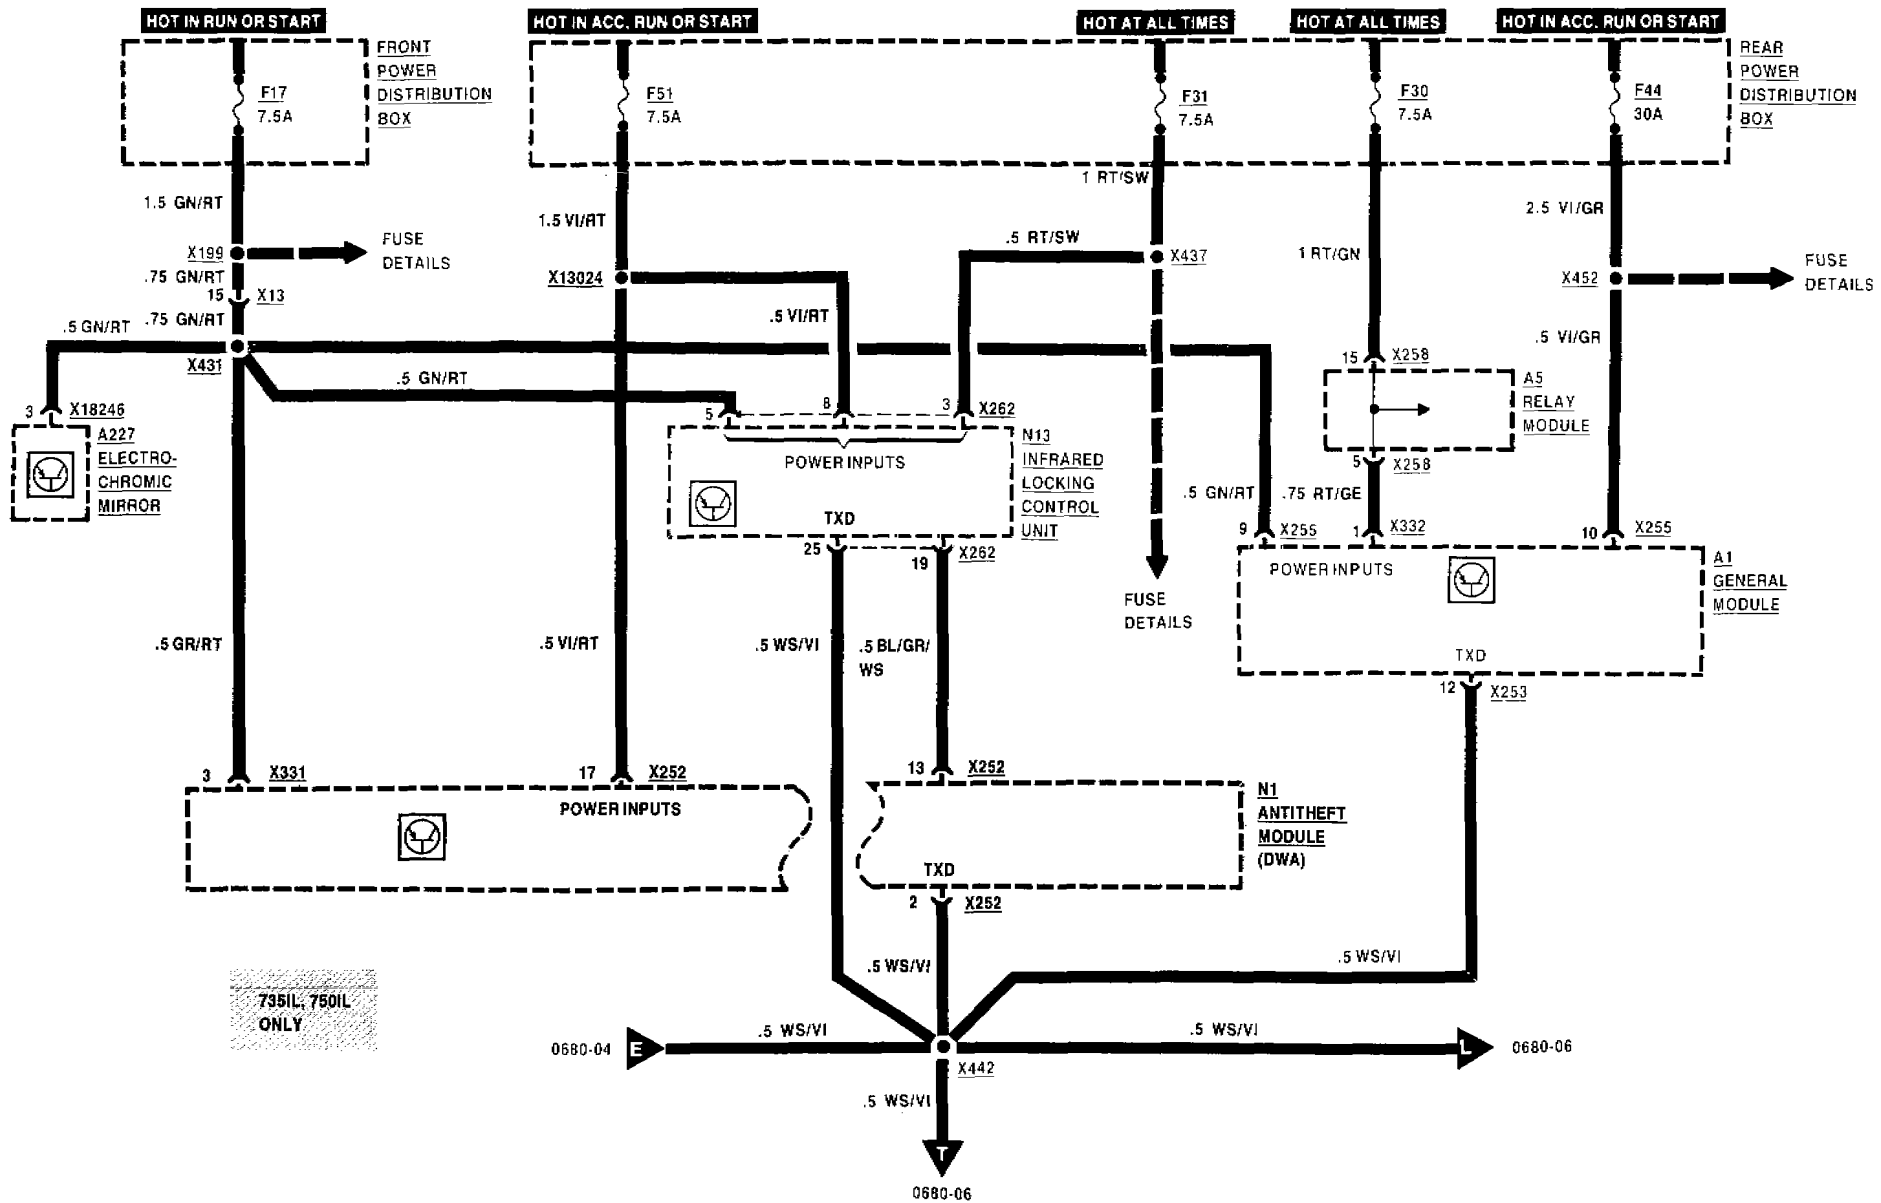 HOT IN RUN OR START
HOT IN ACC. RUN OR START
HOT AT ALL TIMES
HOT AT ALL TIMES
HOT IN ACC. RUN OR START
FRONT
POWER
DISTRIBUTION
BOX
F17
7.5A
F51
7.5A
F31
7.5A
F30
7.5A
F44
30A
REAR
POWER
DISTRIBUTION
BOX
1.5 GN/RT
1.5 VI/RT
1 RT/SW
2.5 VI/GR
X199
FUSE
DETAILS
.75 GN/RT
15 X13
.75 GN/RT
.5 GN/RT
X431
X13024
.5 VI/RT
.5 RT/SW
X437
1 RT/GN
X452
FUSE
DETAILS
.5 VI/GR
.5 GN/RT
3 X18246
A227
ELECTRO-
CHROMIC
MIRROR
5 8 3 X262
POWER INPUTS
TXD
N13
INFRARED
LOCKING
CONTROL
UNIT
25 19 X262
15 X258
A5
RELAY
MODULE
5 X258
.5 GN/RT
.75 RT/GE
9 X255
1 X332
10 X255
POWER INPUTS
TXD
A1
GENERAL
MODULE
12 X253
FUSE
DETAILS
.5 GR/RT
.5 VI/RT
.5 WS/VI
.5 BL/GR/
WS
3 X331
17 X252
13 X252
POWER INPUTS
N1
ANTITHEFT
MODULE
(DWA)
TXD
2 X252
.5 WS/VI
.5 WS/VI
735IL, 750IL
ONLY
0680-04
E
.5 WS/VI
.5 WS/VI
L
0680-06
X442
.5 WS/VI
T
0680-06